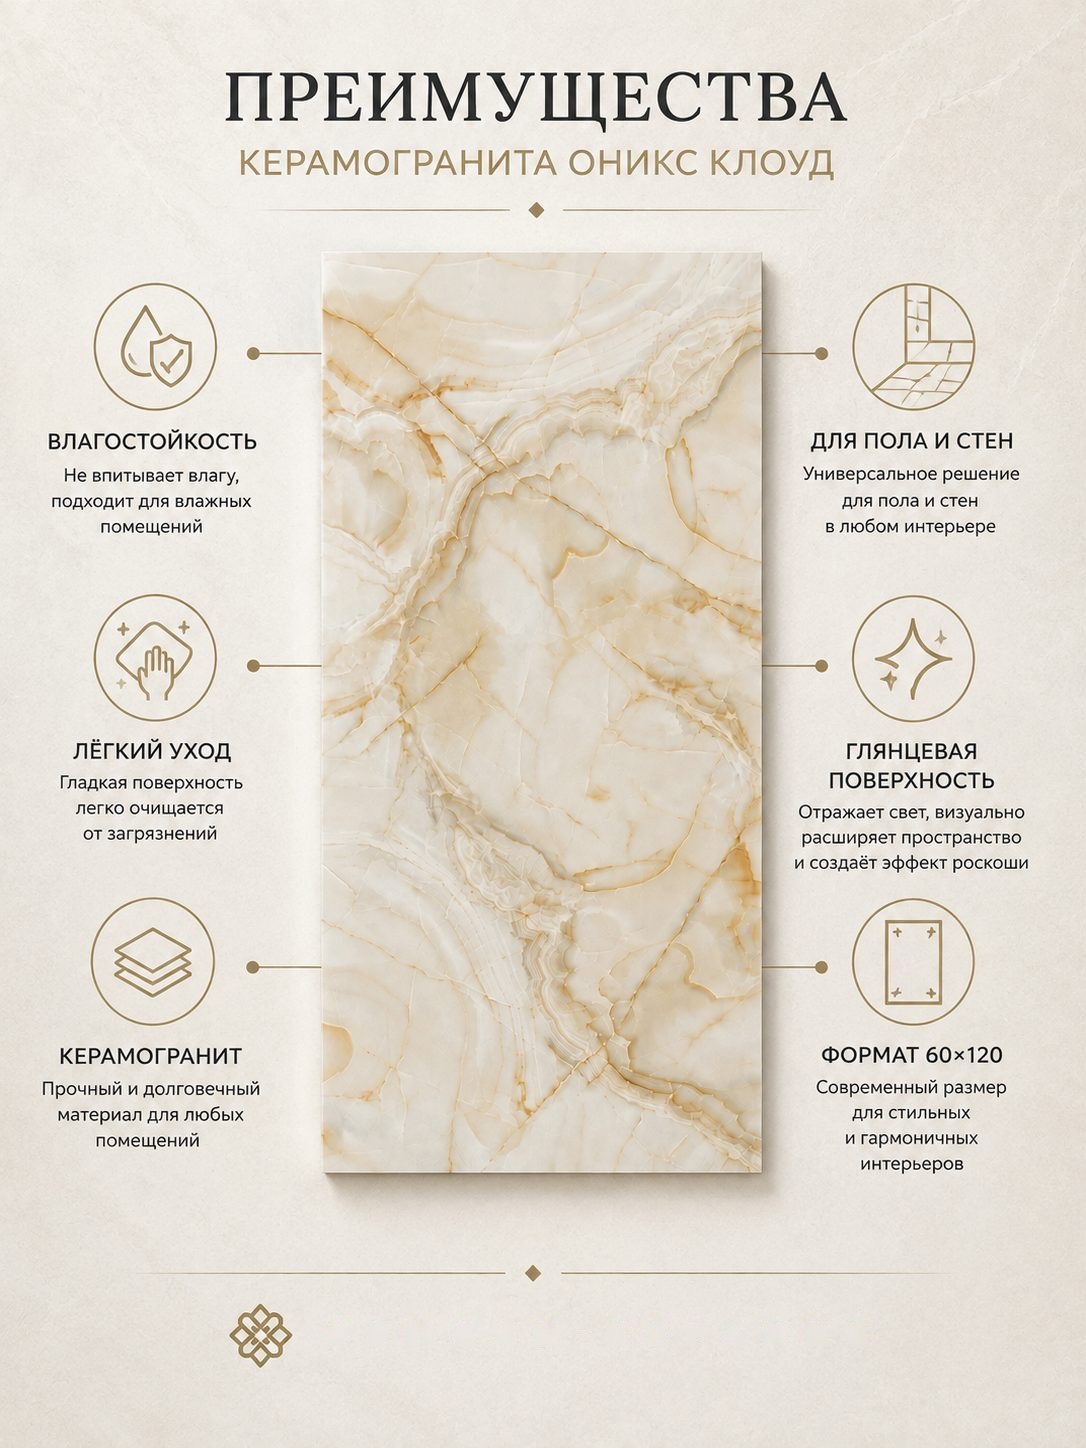 ПРЕИМУЩЕСТВА
КЕРАМОГРАНИТА ОНИКС КЛОУД
ВЛАГОСТОЙКОСТЬ
Не впитывает влагу,
подходит для влажных
помещений
ЛЁГКИЙ УХОД
Гладкая поверхность
легко очищается
от загрязнений
КЕРАМОГРАНИТ
Прочный и долговечный
материал для любых
помещений
ДЛЯ ПОЛА И СТЕН
Универсальное решение
для пола и стен
в любом интерьере
ГЛЯНЦЕВАЯ
ПОВЕРХНОСТЬ
Отражает свет, визуально
расширяет пространство
и создаёт эффект роскоши
ФОРМАТ 60×120
Современный размер
для стильных
и гармоничных
интерьеров